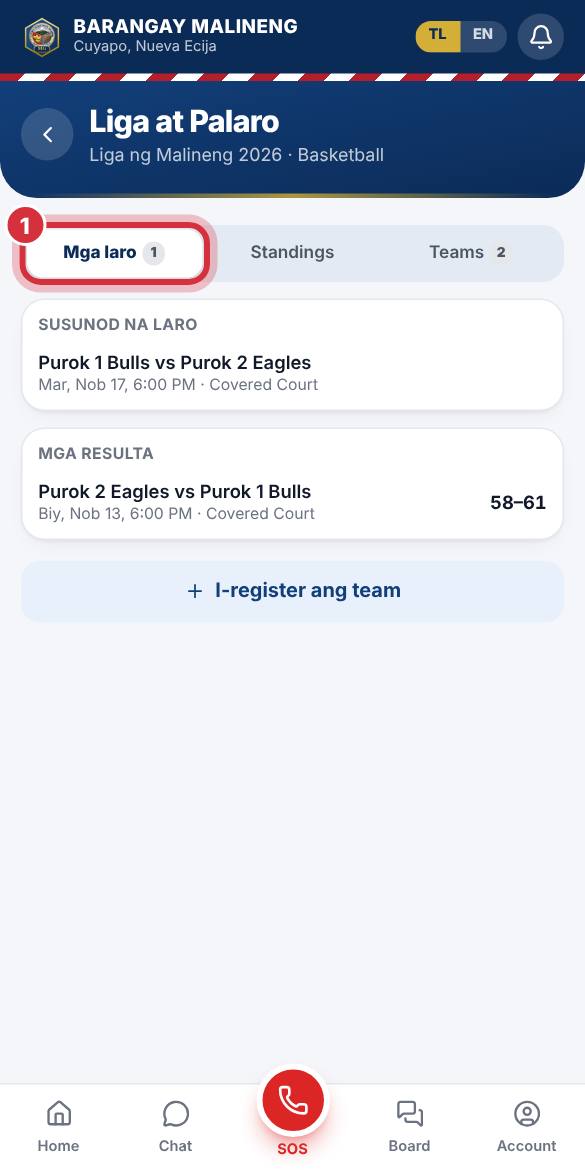 BARANGAY MALINENG
Cuyapo, Nueva Ecija
TL EN
Liga at Palaro
Liga ng Malineng 2026 · Basketball
1
Mga laro 1 Standings Teams 2
SUSUNOD NA LARO
Purok 1 Bulls vs Purok 2 Eagles
Mar, Nob 17, 6:00 PM · Covered Court
MGA RESULTA
Purok 2 Eagles vs Purok 1 Bulls
58–61
Biy, Nob 13, 6:00 PM · Covered Court
+ I-register ang team
Home Chat SOS Board Account